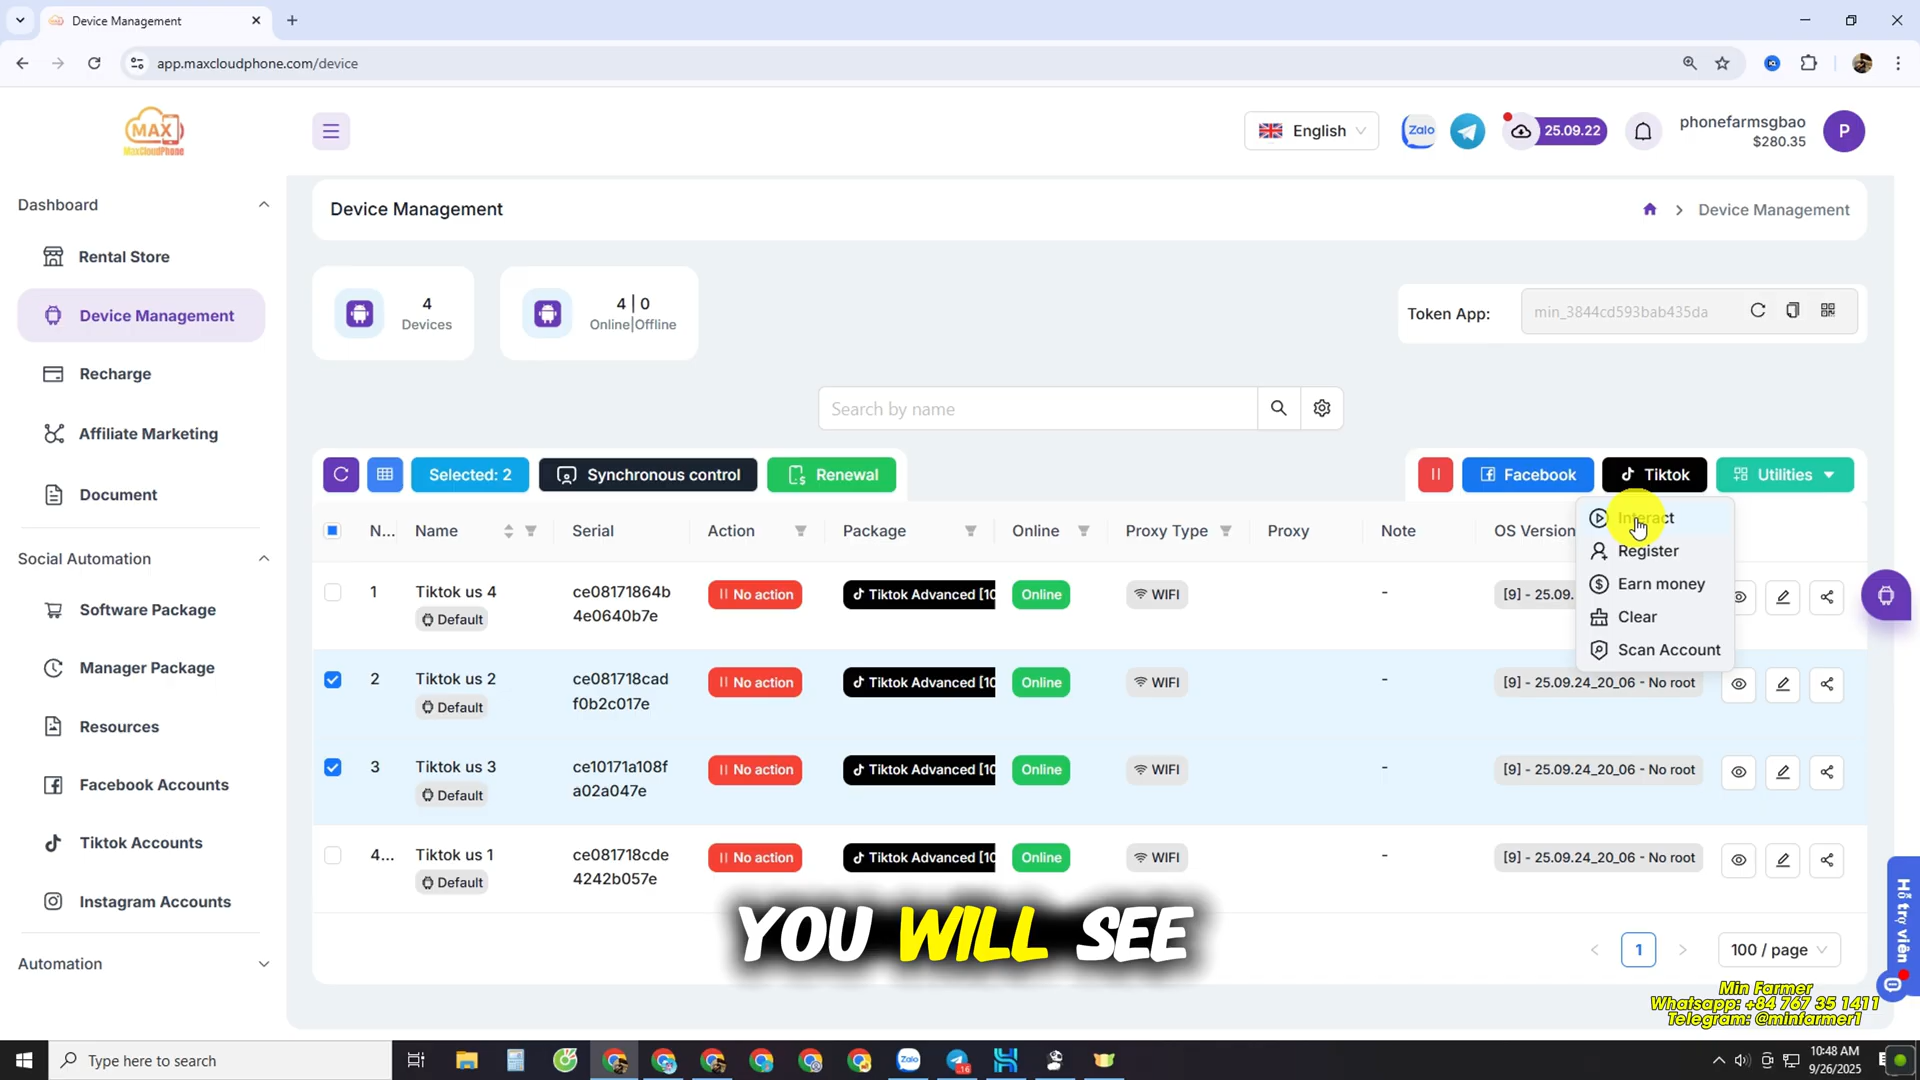 Device Management
app.maxcloudphone.com/device
MAX
MaxCloudPhone
English
Zalo
25.09.22
phonefarmsgbao
$280.35
P
Dashboard
Rental Store
Device Management
Recharge
Affiliate Marketing
Document
Social Automation
Software Package
Manager Package
Resources
Facebook Accounts
Tiktok Accounts
Instagram Accounts
Automation
Device Management
Device Management
4
Devices
4 | 0
Online|Offline
Token App:
min_3844cd593bab435da
Search by name
Selected: 2
Synchronous control
Renewal
Facebook
Tiktok
Utilities
Interact
Register
Earn money
Clear
Scan Account
N... Name Serial Action Package Online Proxy Type Proxy Note OS Version
1 Tiktok us 4 ce08171864b No action Tiktok Advanced [10 Online WIFI - [9] - 25.09.
Default 4e0640b7e
2 Tiktok us 2 ce081718cad No action Tiktok Advanced [10 Online WIFI - [9] - 25.09.24_20_06 - No root
Default f0b2c017e
3 Tiktok us 3 ce10171a108f No action Tiktok Advanced [10 Online WIFI - [9] - 25.09.24_20_06 - No root
Default a02a047e
4... Tiktok us 1 ce081718cde No action Tiktok Advanced [10 Online WIFI - [9] - 25.09.24_20_06 - No root
Default 4242b057e
YOU WILL SEE
1
100 / page
Hỗ trợ viên
Min Farmer
Whatsapp: +84 767 35 1411
Telegram: @minfarmer1
Type here to search
Zalo
16
10:48 AM
9/26/2025